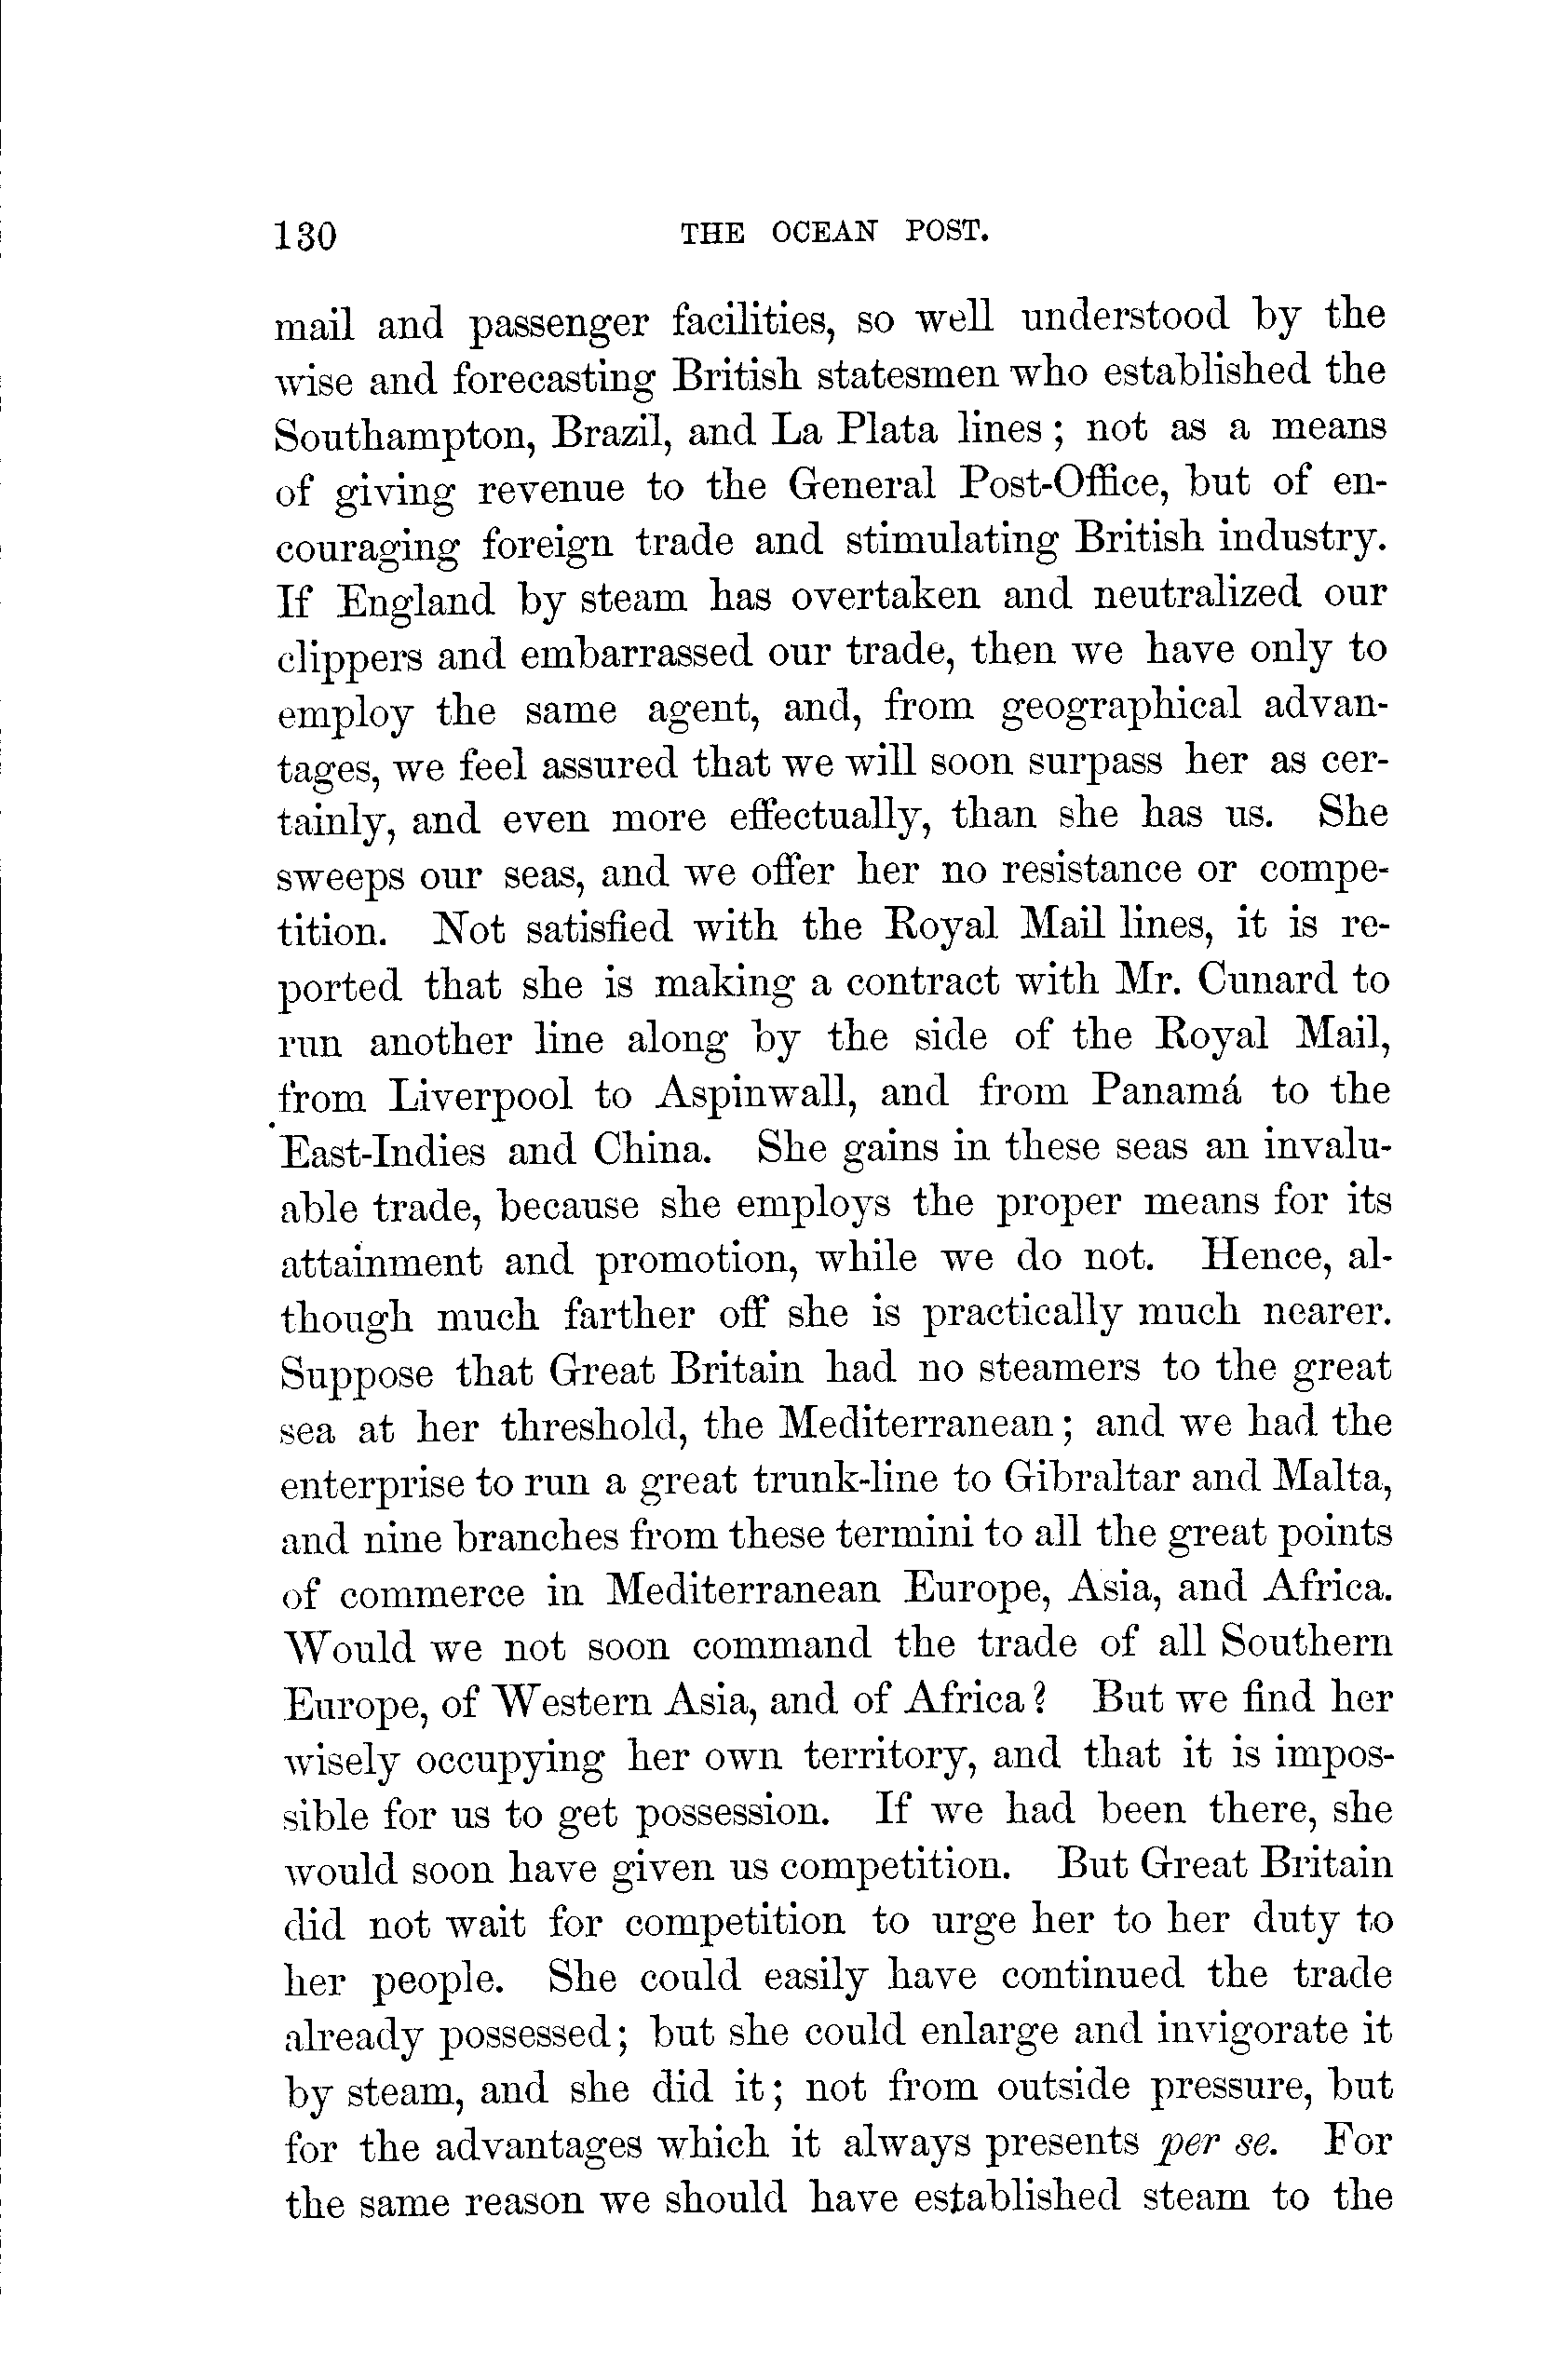 130 THE OCEAN POST.
mail and passenger facilities, so well understood by the
wise and forecasting British statesmen who established the
Southampton, Brazil, and La Plata lines; not as a means
of giving revenue to the General Post-Office, but of en-
couraging foreign trade and stimulating British industry.
If England by steam has overtaken and neutralized our
clippers and embarrassed our trade, then we have only to
employ the same agent, and, from geographical advan-
tages, we feel assured that we will soon surpass her as cer-
tainly, and even more effectually, than she has us. She
sweeps our seas, and we offer her no resistance or compe-
tition. Not satisfied with the Royal Mail lines, it is re-
ported that she is making a contract with Mr. Cunard to
run another line along by the side of the Royal Mail,
from Liverpool to Aspinwall, and from Panamá to the
East-Indies and China. She gains in these seas an invalu-
able trade, because she employs the proper means for its
attainment and promotion, while we do not. Hence, al-
though much farther off she is practically much nearer.
Suppose that Great Britain had no steamers to the great
sea at her threshold, the Mediterranean; and we had the
enterprise to run a great trunk-line to Gibraltar and Malta,
and nine branches from these termini to all the great points
of commerce in Mediterranean Europe, Asia, and Africa.
Would we not soon command the trade of all Southern
Europe, of Western Asia, and of Africa? But we find her
wisely occupying her own territory, and that it is impos-
sible for us to get possession. If we had been there, she
would soon have given us competition. But Great Britain
did not wait for competition to urge her to her duty to
her people. She could easily have continued the trade
already possessed; but she could enlarge and invigorate it
by steam, and she did it; not from outside pressure, but
for the advantages which it always presents per se. For
the same reason we should have established steam to the